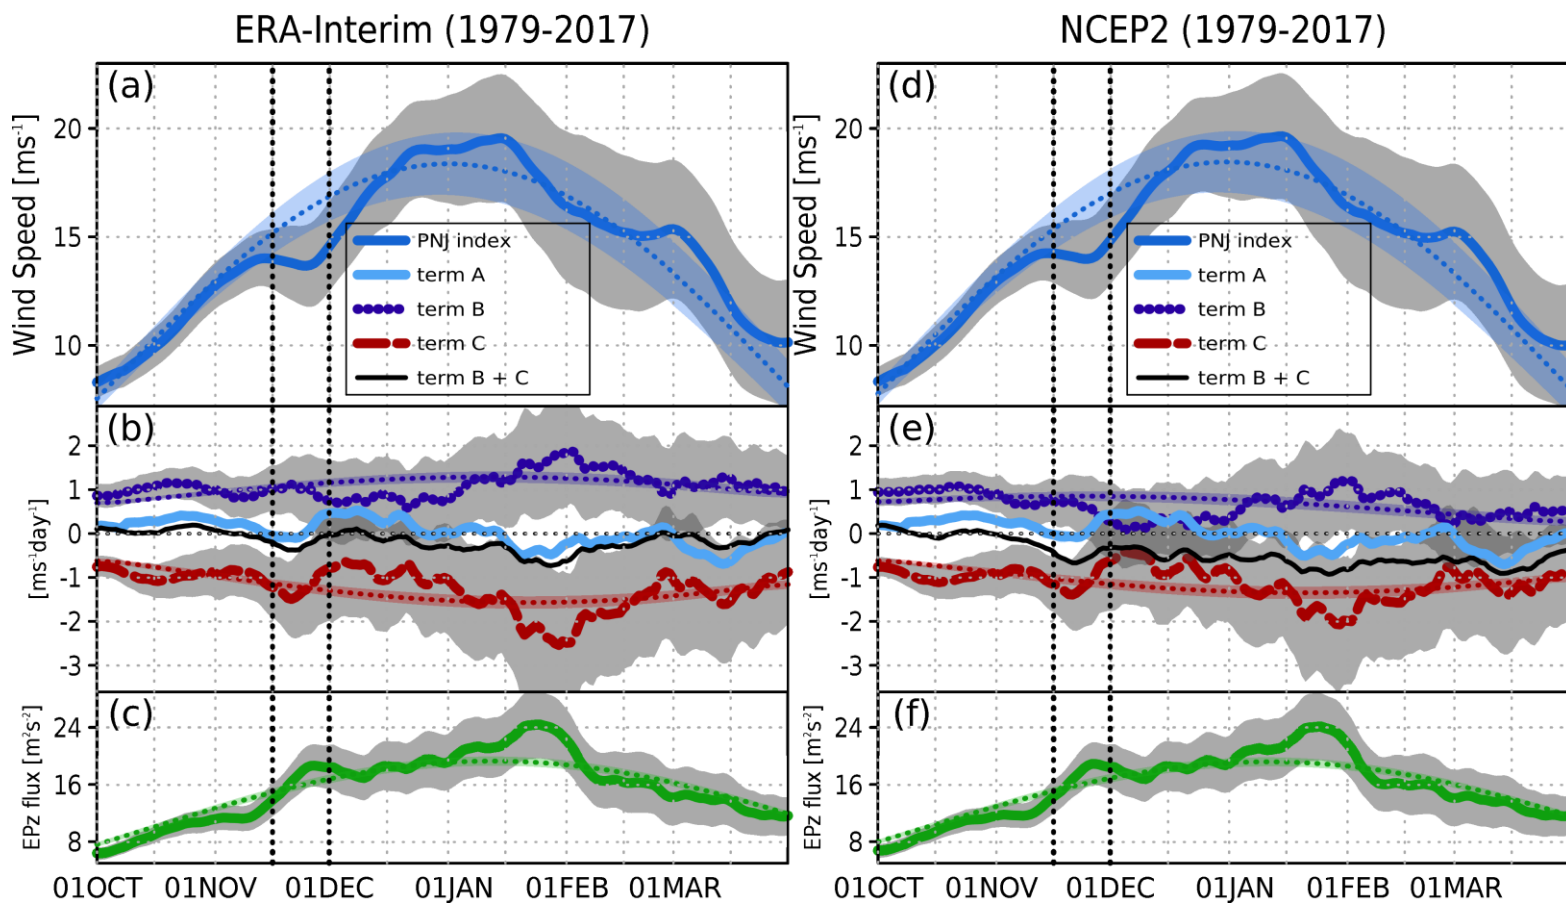 ERA-Interim (1979-2017)
NCEP2 (1979-2017)
(a)
Wind Speed [ms⁻¹]
20
15
10
PNJ index
term A
term B
term C
term B + C
(d)
Wind Speed [ms⁻¹]
20
15
10
PNJ index
term A
term B
term C
term B + C
(b)
[ms⁻¹day⁻¹]
2
1
0
-1
-2
-3
(e)
[ms⁻¹day⁻¹]
2
1
0
-1
-2
-3
(c)
EPz flux [m²s⁻²]
24
16
8
01OCT 01NOV 01DEC 01JAN 01FEB 01MAR
(f)
EPz flux [m²s⁻²]
24
16
8
01OCT 01NOV 01DEC 01JAN 01FEB 01MAR